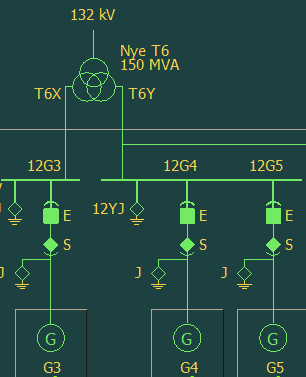 132 kV
Nye T6
150 MVA
T6X T6Y
12G3 12G4 12G5
J E 12YJ E E
S S S
J J J
G G G
G3 G4 G5